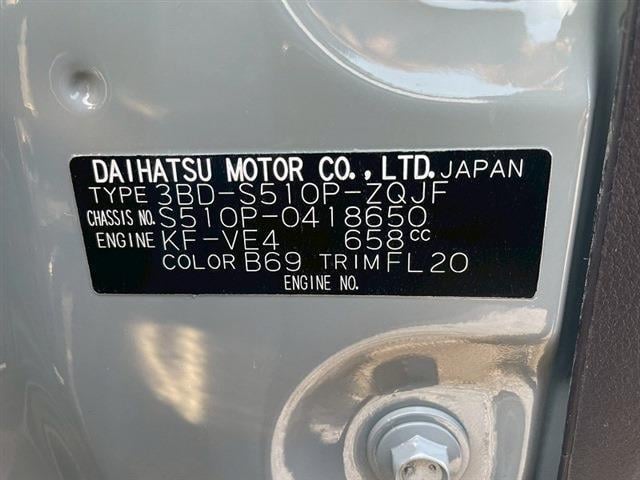 DAIHATSU MOTOR CO.,LTD. JAPAN
TYPE 3BD-S510P-ZQJF
CHASSIS NO. S510P-0418650
ENGINE KF-VE4 658cc
COLOR B69 TRIM FL20
ENGINE NO.